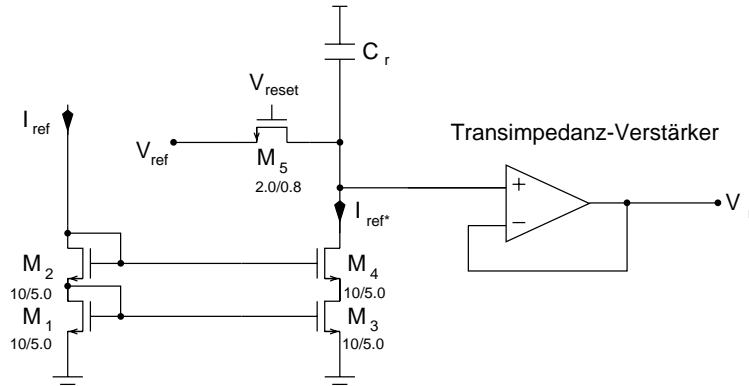 C r
V reset
I ref
V ref
M 5
2.0/0.8
Transimpedanz-Verstärker
+
−
V
I ref*
M 2
10/5.0
M 4
10/5.0
M 1
10/5.0
M 3
10/5.0